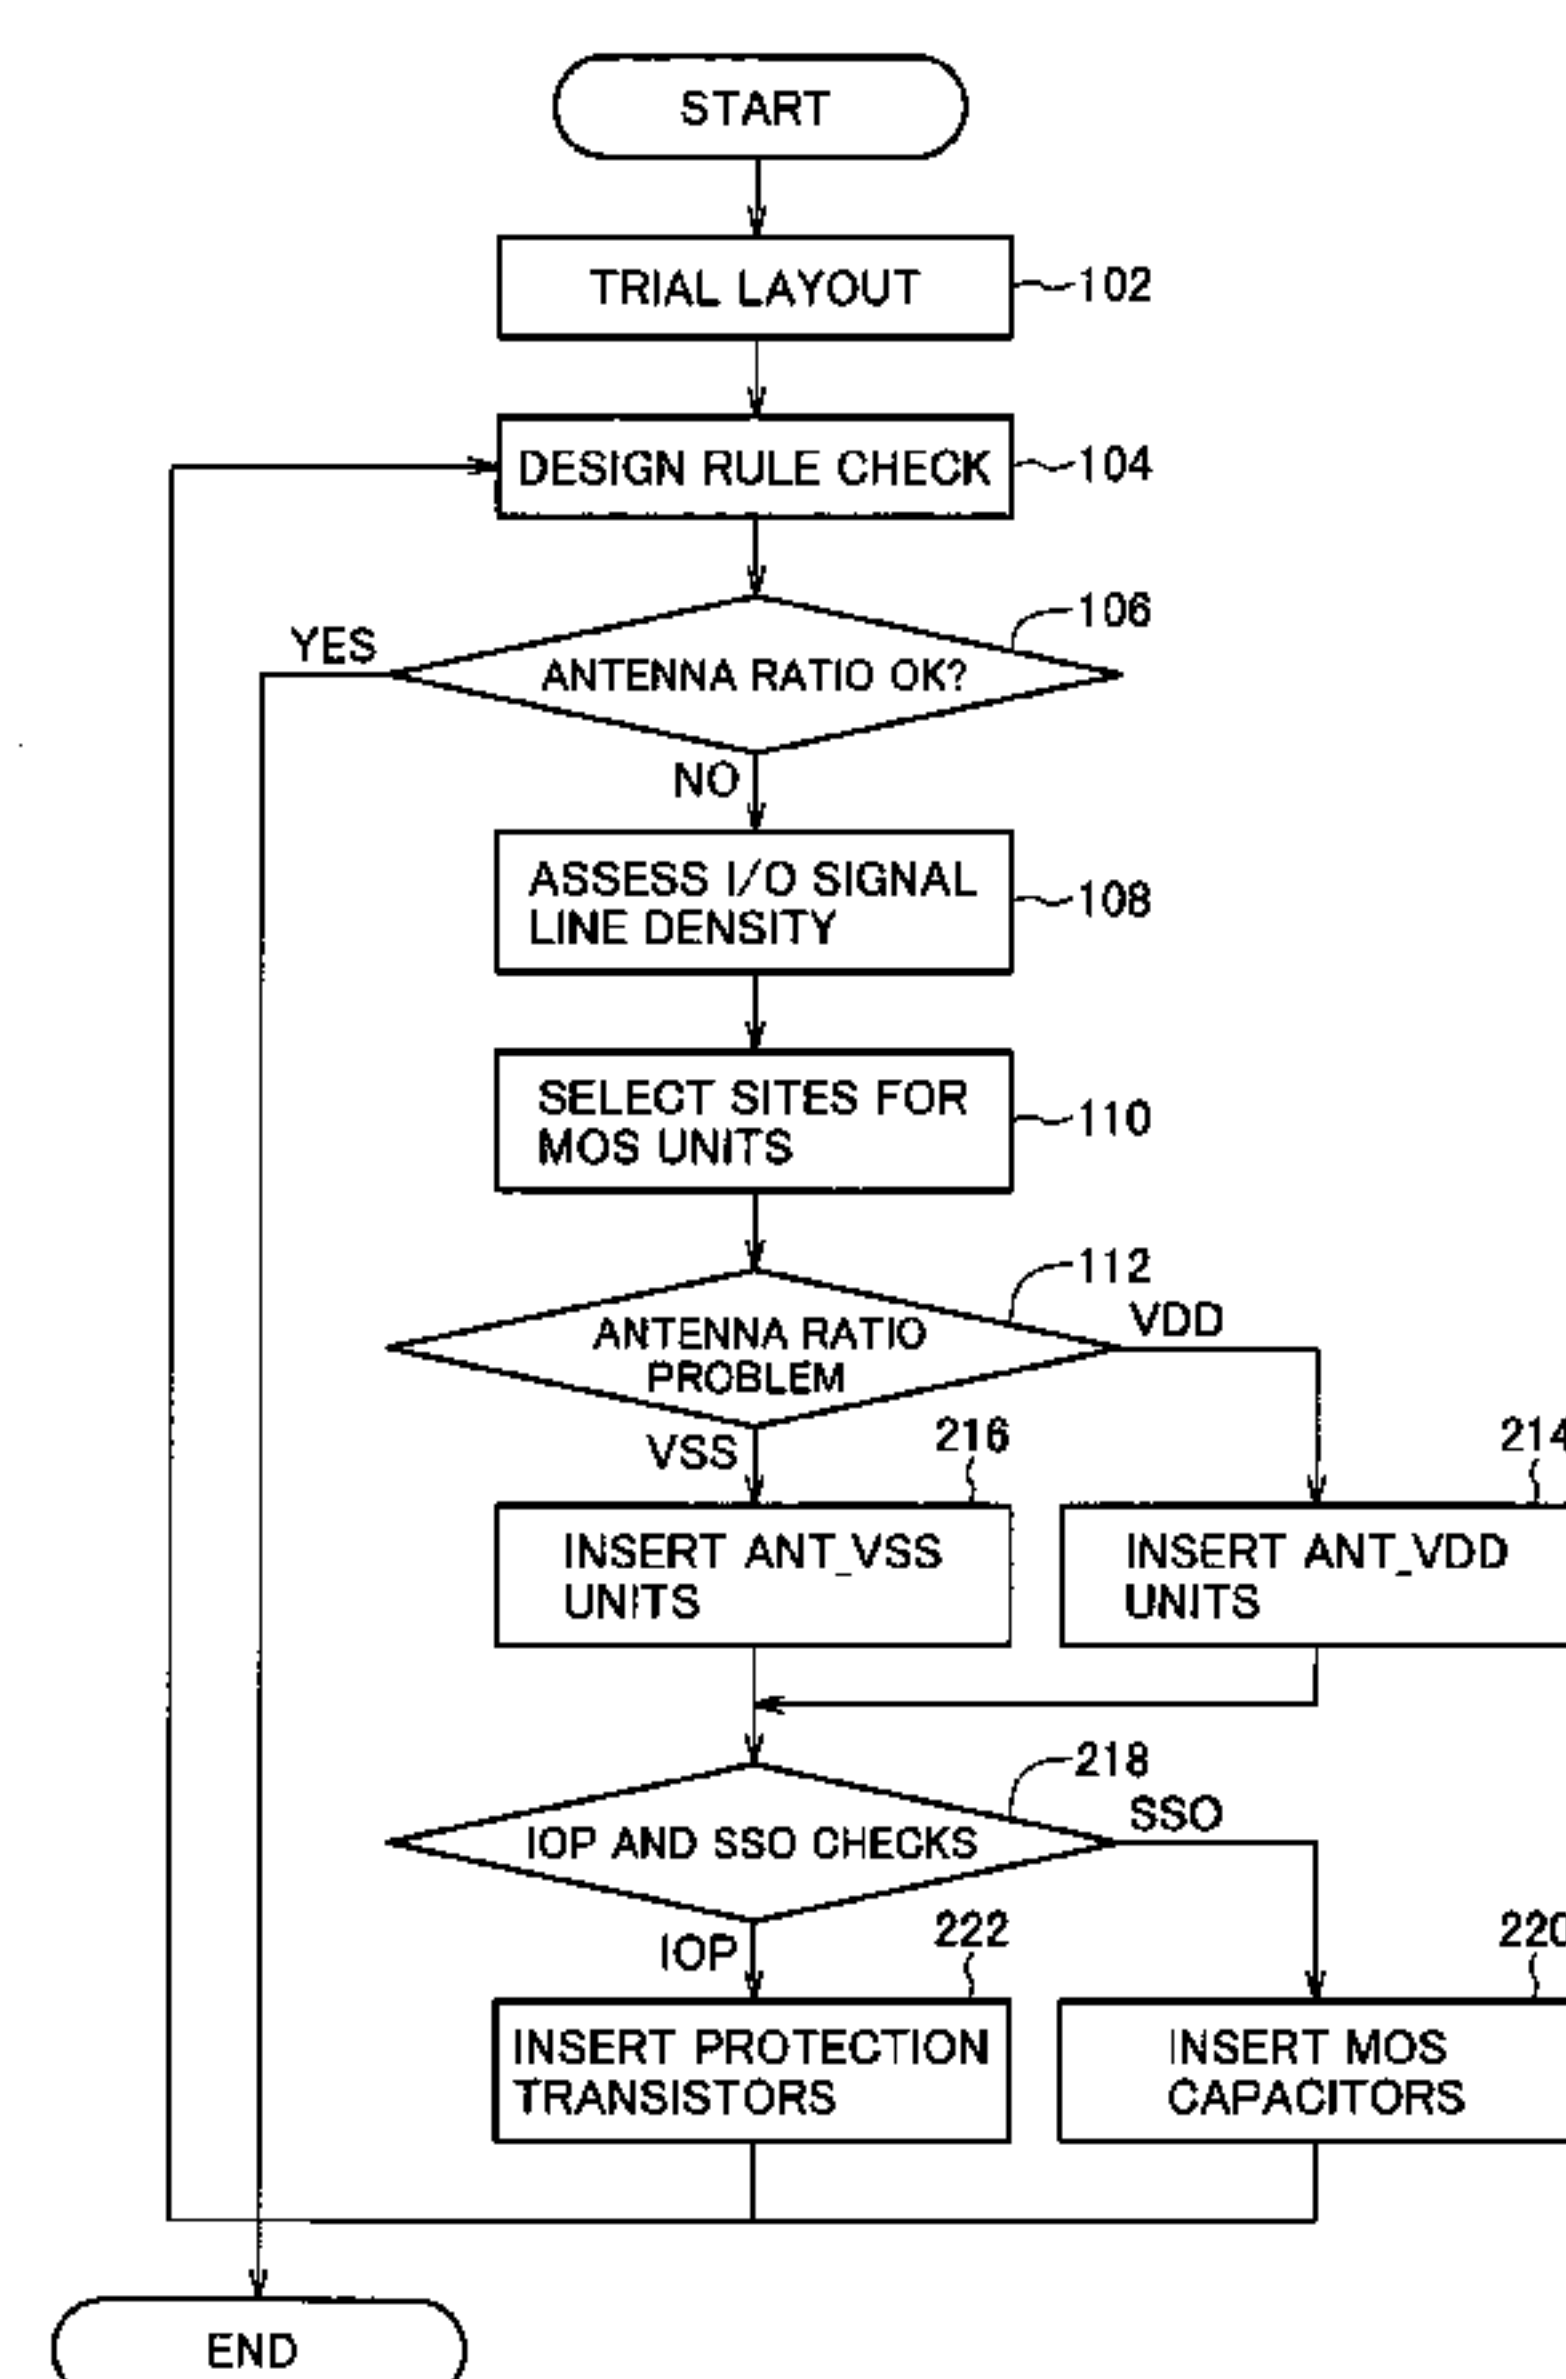 START
TRIAL LAYOUT
102
DESIGN RULE CHECK
104
106
YES
ANTENNA RATIO OK?
NO
ASSESS I/O SIGNAL
LINE DENSITY
108
SELECT SITES FOR
MOS UNITS
110
112
VDD
ANTENNA RATIO
PROBLEM
VSS
216
214
INSERT ANT_VSS
UNITS
INSERT ANT_VDD
UNITS
218
SSO
IOP AND SSO CHECKS
IOP
222
220
INSERT PROTECTION
TRANSISTORS
INSERT MOS
CAPACITORS
END